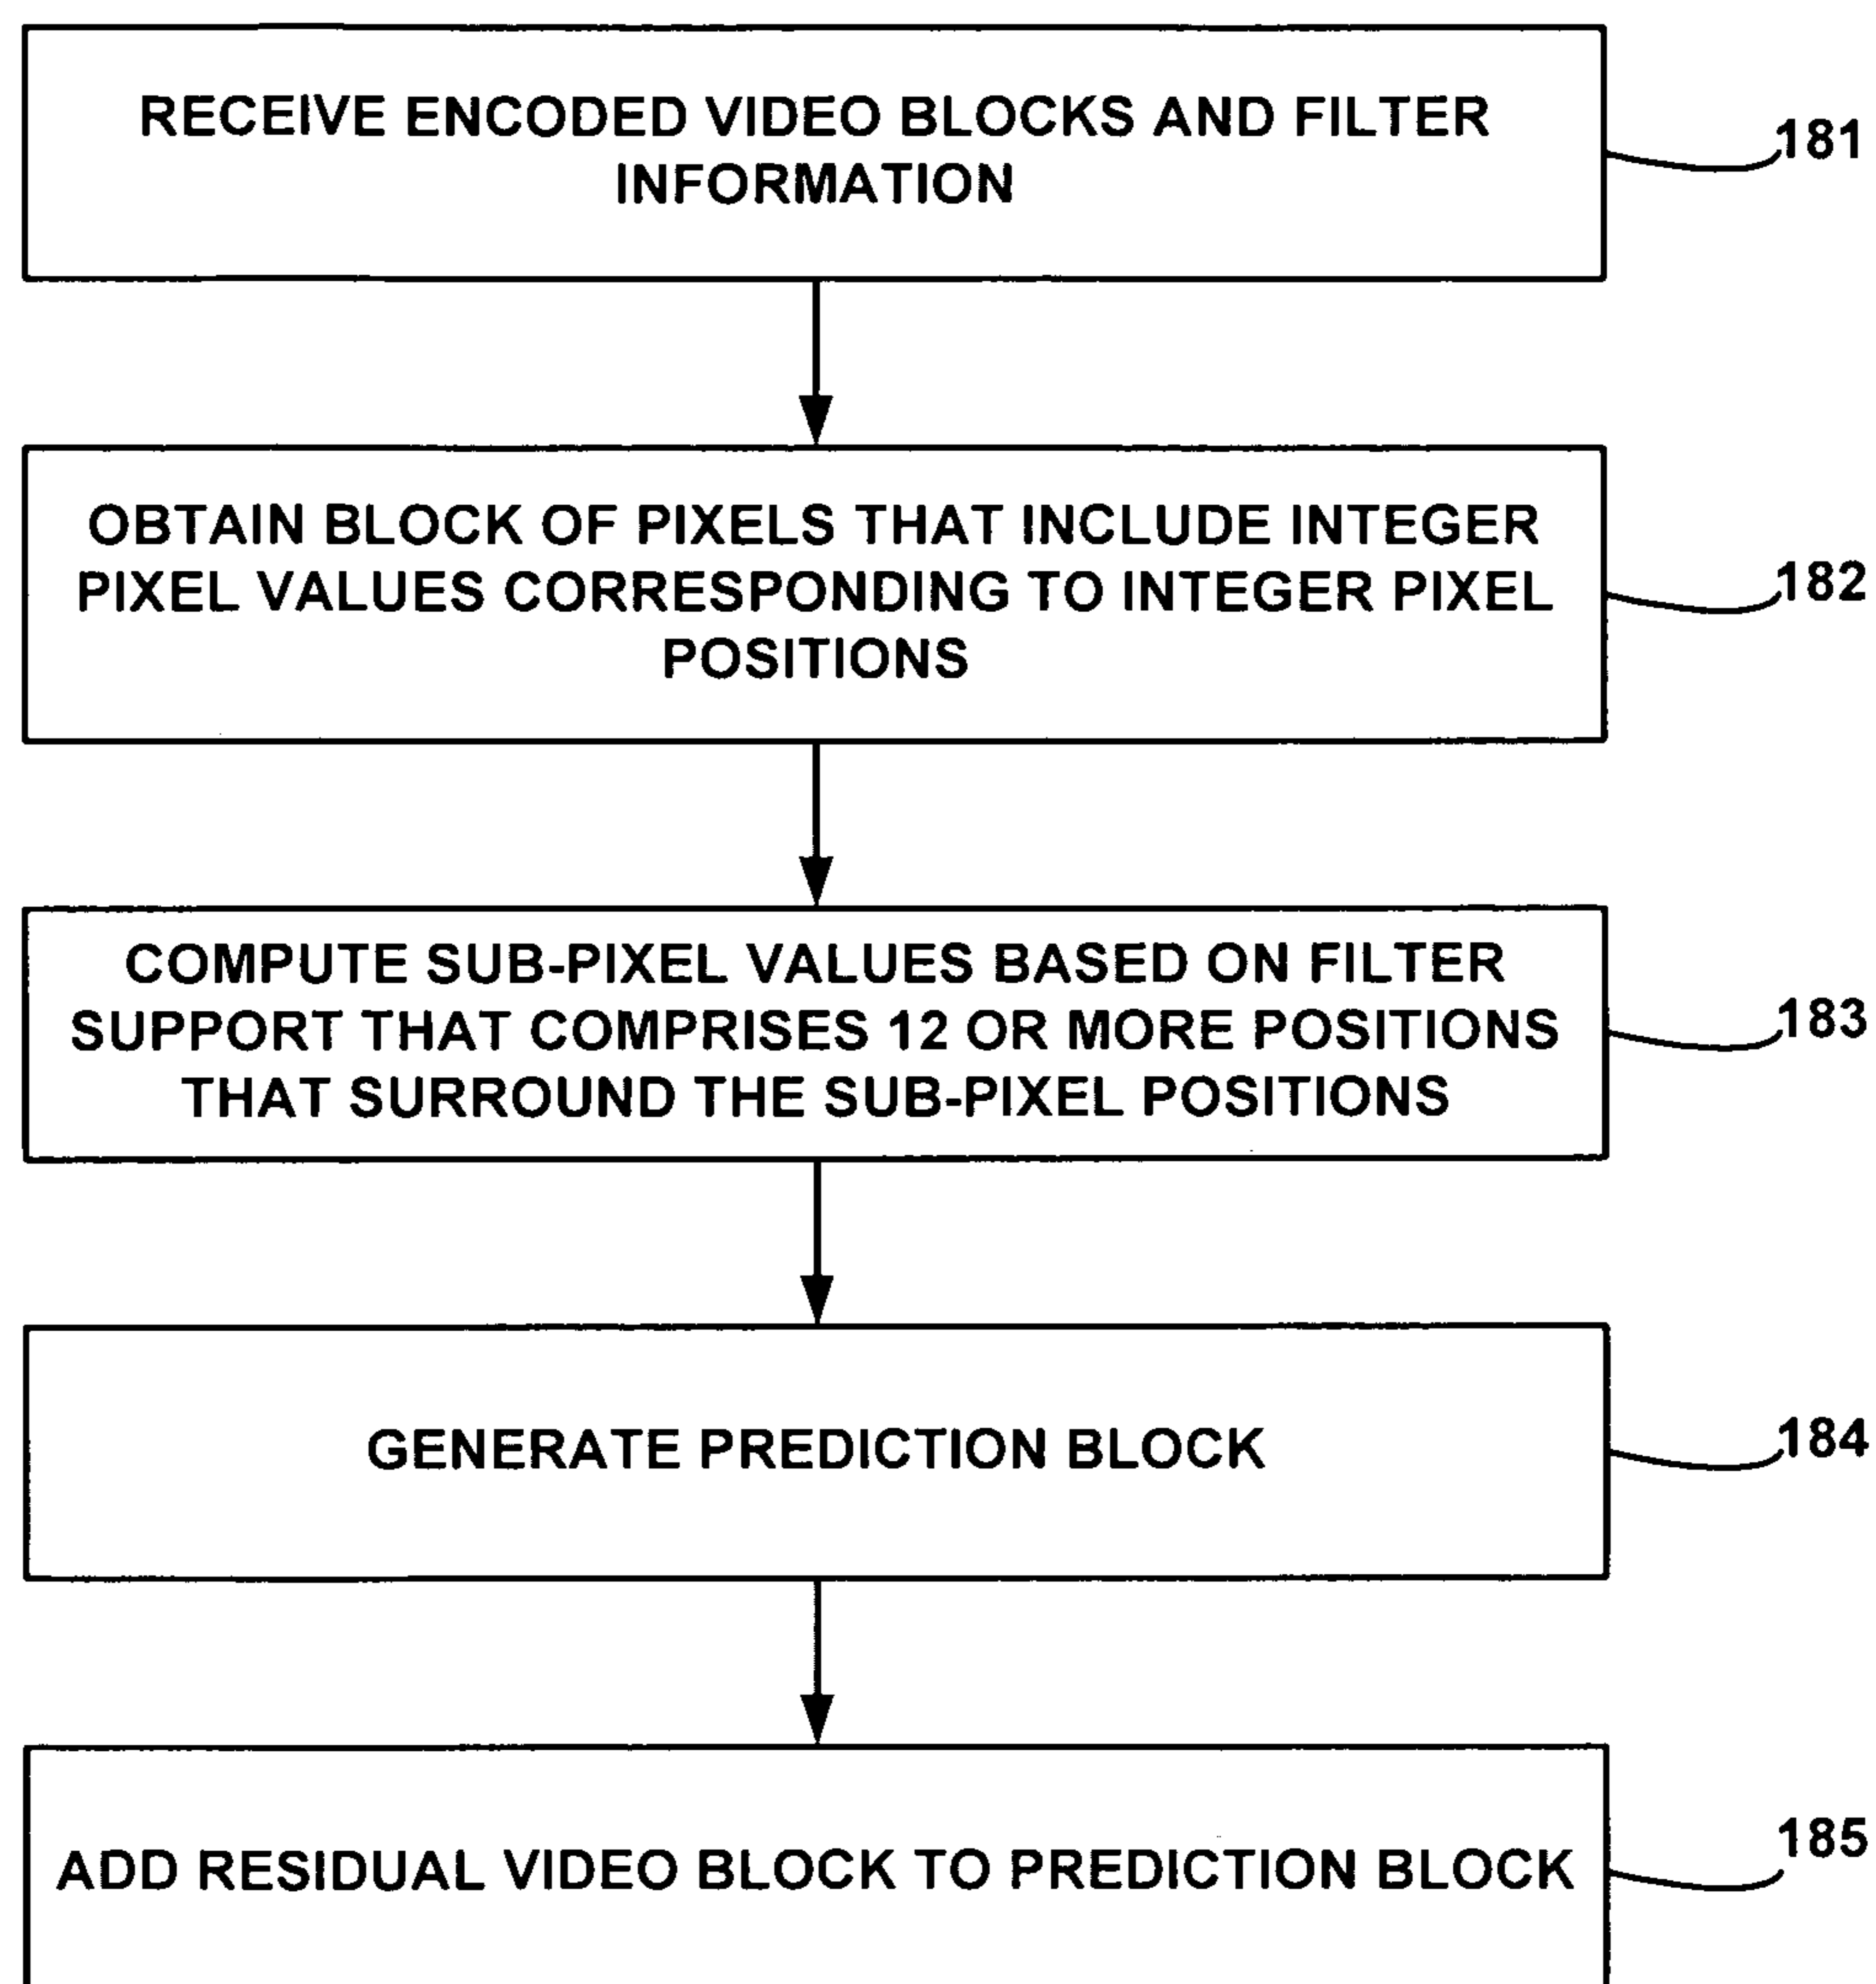 RECEIVE ENCODED VIDEO BLOCKS AND FILTER
INFORMATION
181
OBTAIN BLOCK OF PIXELS THAT INCLUDE INTEGER
PIXEL VALUES CORRESPONDING TO INTEGER PIXEL
POSITIONS
182
COMPUTE SUB-PIXEL VALUES BASED ON FILTER
SUPPORT THAT COMPRISES 12 OR MORE POSITIONS
THAT SURROUND THE SUB-PIXEL POSITIONS
183
GENERATE PREDICTION BLOCK
184
ADD RESIDUAL VIDEO BLOCK TO PREDICTION BLOCK
185